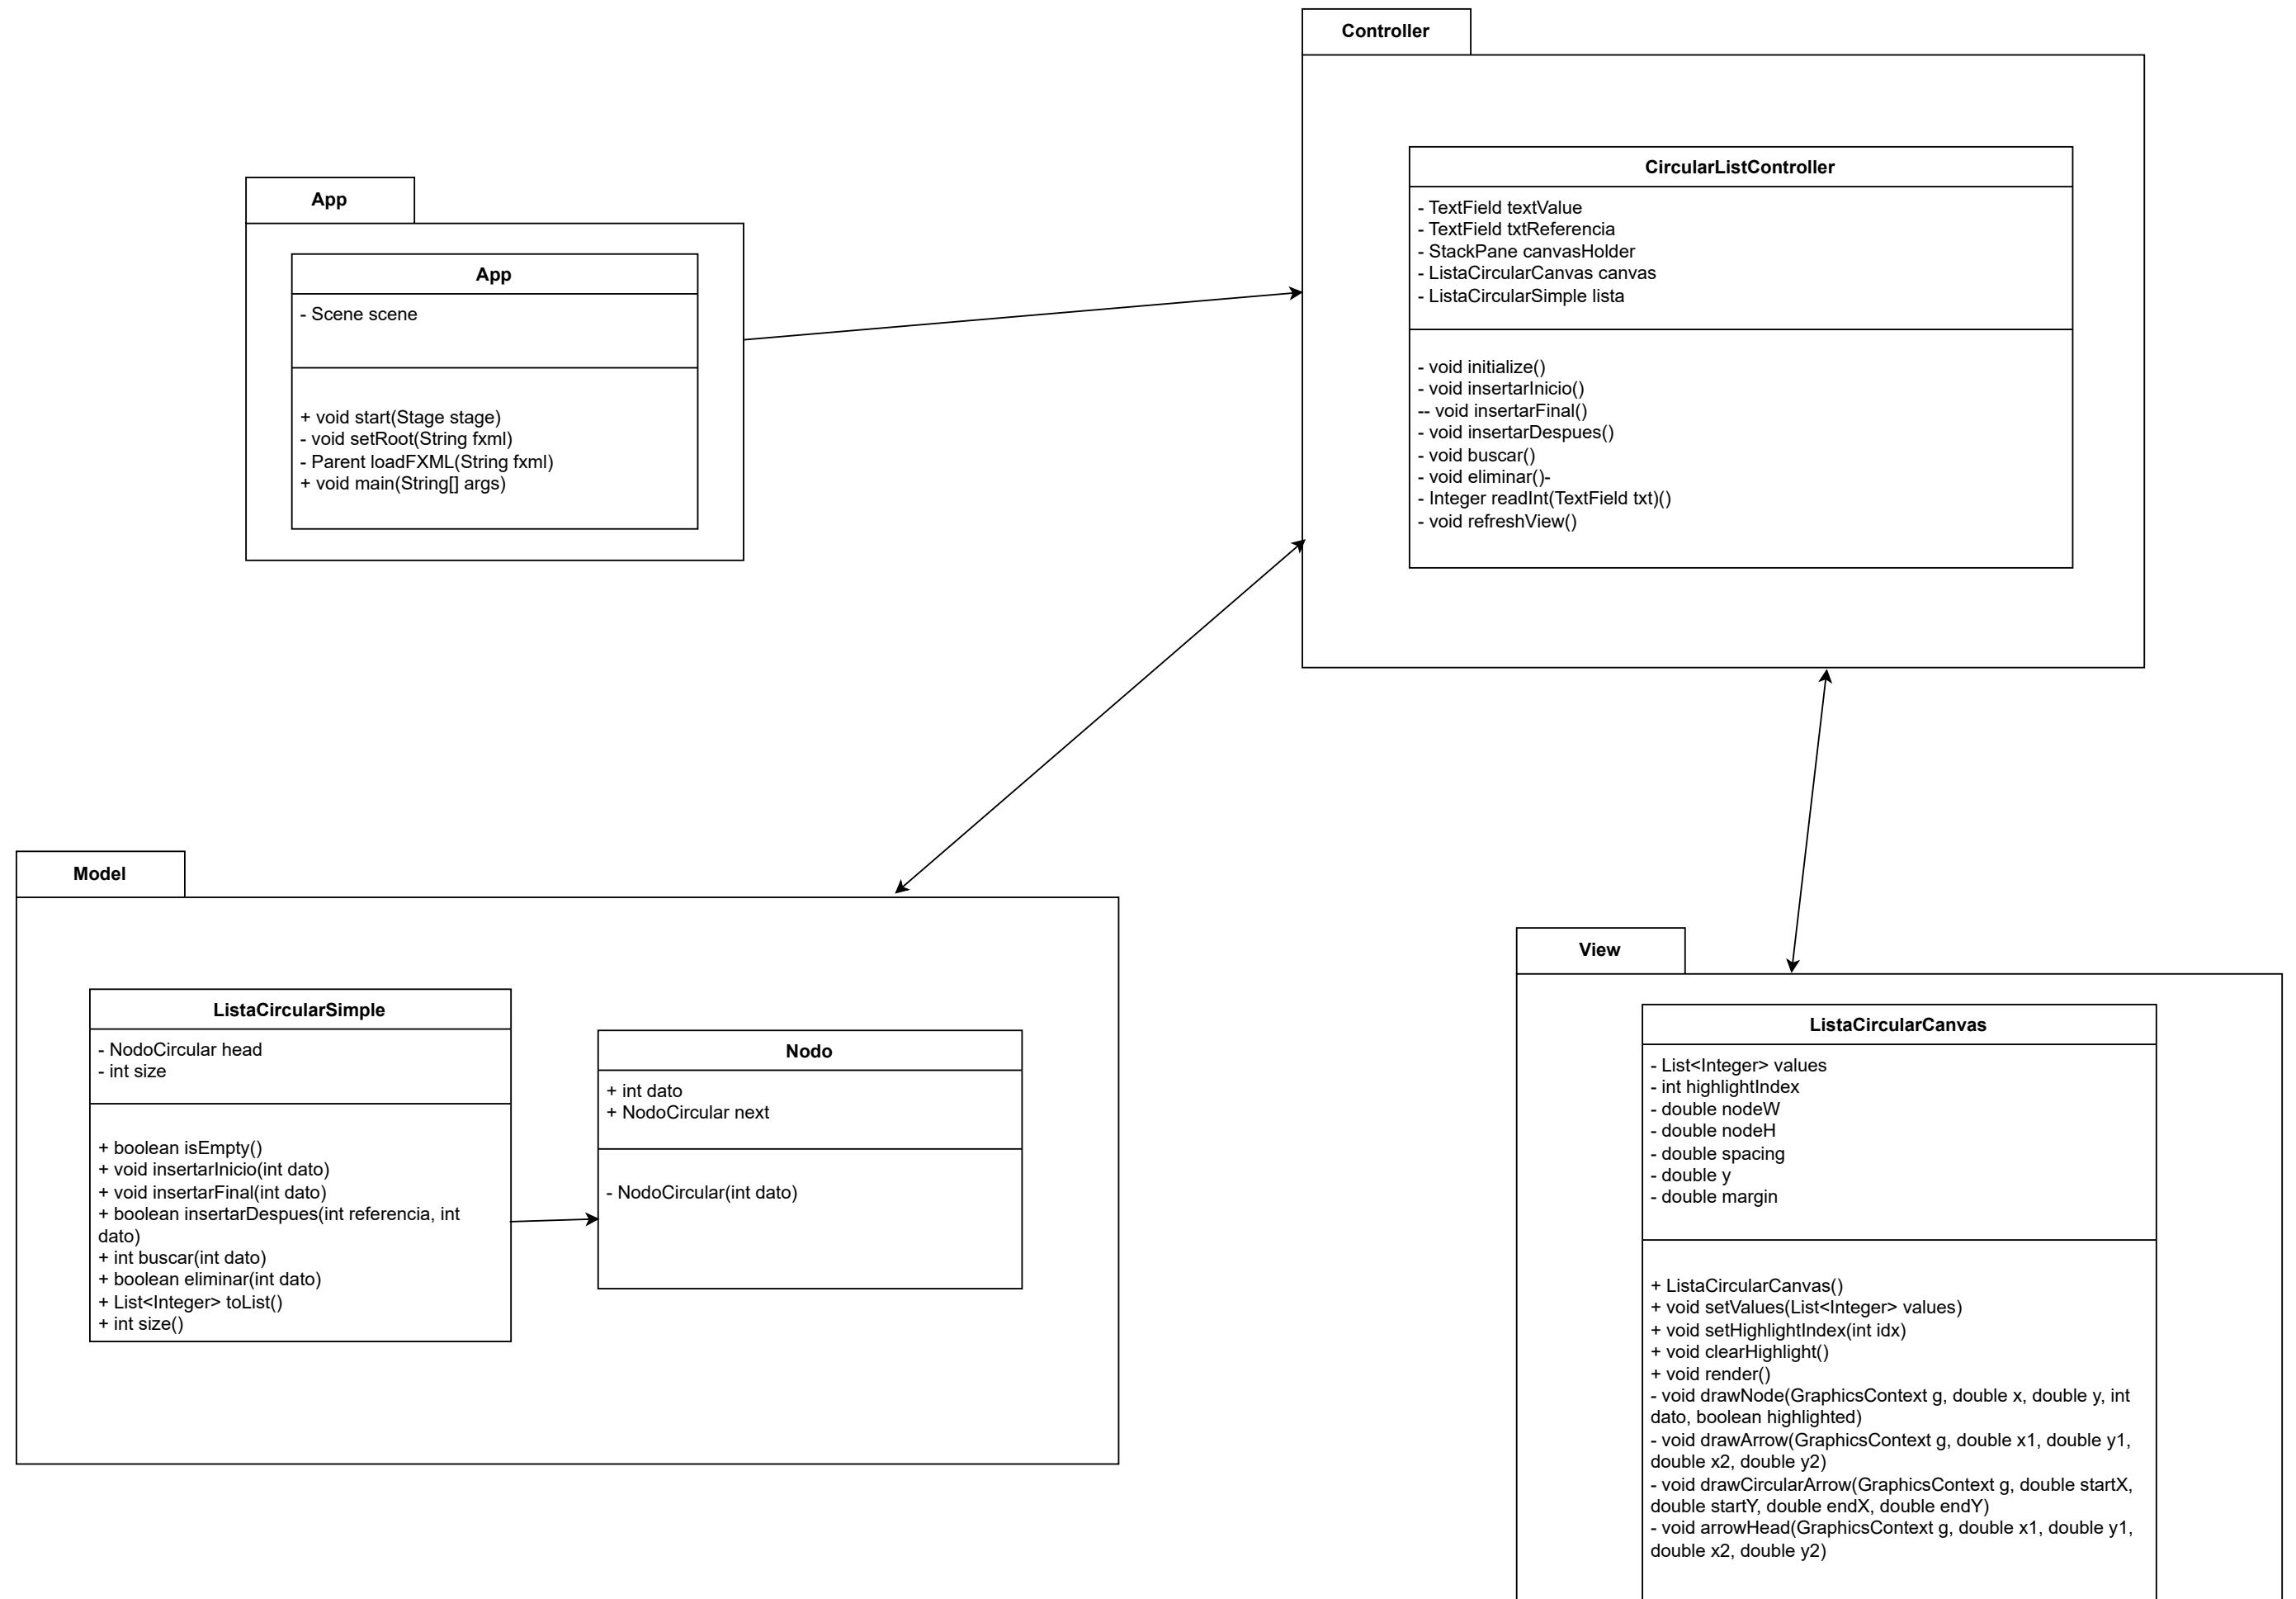 Controller
CircularListController
- TextField textValue
- TextField txtReferencia
- StackPane canvasHolder
- ListaCircularCanvas canvas
- ListaCircularSimple lista
- void initialize()
- void insertarInicio()
-- void insertarFinal()
- void insertarDespues()
- void buscar()
- void eliminar()-
- Integer readInt(TextField txt)()
- void refreshView()
App
App
- Scene scene
+ void start(Stage stage)
- void setRoot(String fxml)
- Parent loadFXML(String fxml)
+ void main(String[] args)
Model
ListaCircularSimple
- NodoCircular head
- int size
+ boolean isEmpty()
+ void insertarInicio(int dato)
+ void insertarFinal(int dato)
+ boolean insertarDespues(int referencia, int
dato)
+ int buscar(int dato)
+ boolean eliminar(int dato)
+ List<Integer> toList()
+ int size()
Nodo
+ int dato
+ NodoCircular next
- NodoCircular(int dato)
View
ListaCircularCanvas
- List<Integer> values
- int highlightIndex
- double nodeW
- double nodeH
- double spacing
- double y
- double margin
+ ListaCircularCanvas()
+ void setValues(List<Integer> values)
+ void setHighlightIndex(int idx)
+ void clearHighlight()
+ void render()
- void drawNode(GraphicsContext g, double x, double y, int
dato, boolean highlighted)
- void drawArrow(GraphicsContext g, double x1, double y1,
double x2, double y2)
- void drawCircularArrow(GraphicsContext g, double startX,
double startY, double endX, double endY)
- void arrowHead(GraphicsContext g, double x1, double y1,
double x2, double y2)